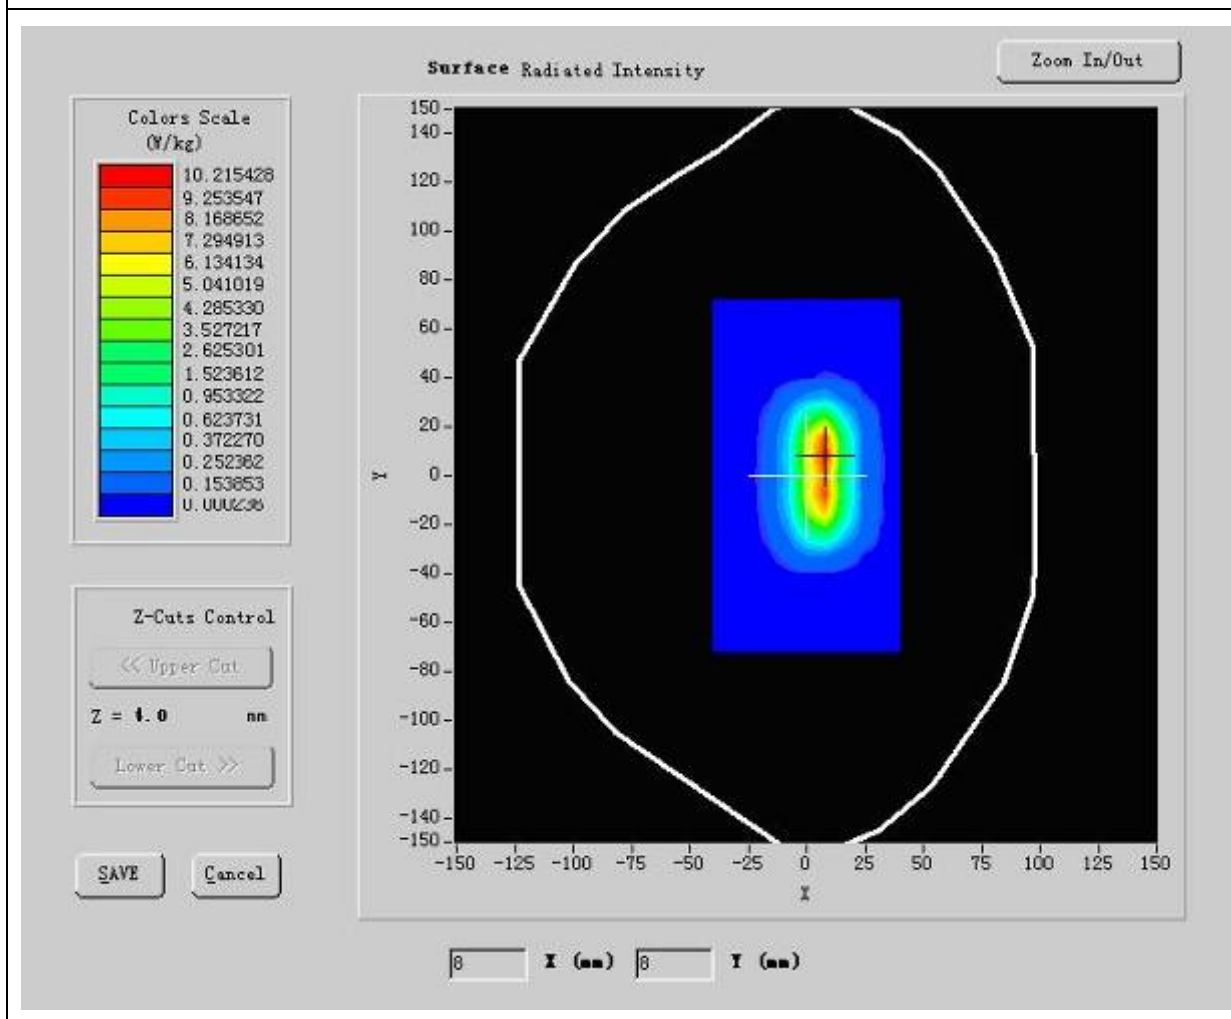 Surface Radiated Intensity
Zoom In/Out
Colors Scale
(W/kg)
10.215428
9.253547
8.168652
7.294913
6.134134
5.041019
4.285330
3.527217
2.625301
1.523612
0.953322
0.623731
0.372270
0.252362
0.153853
0.000236
Z-Cuts Control
<< Upper Cut
Z = mm
Lower Cut >>
SAVE
Cancel
150
140
120
100
80
60
40
20
0
-20
-40
-60
-80
-100
-120
-140
-150
Y
-150 -125 -100 -75 -50 -25 0 25 50 75 100 125 150
X
8 X (mm) 8 Y (mm)